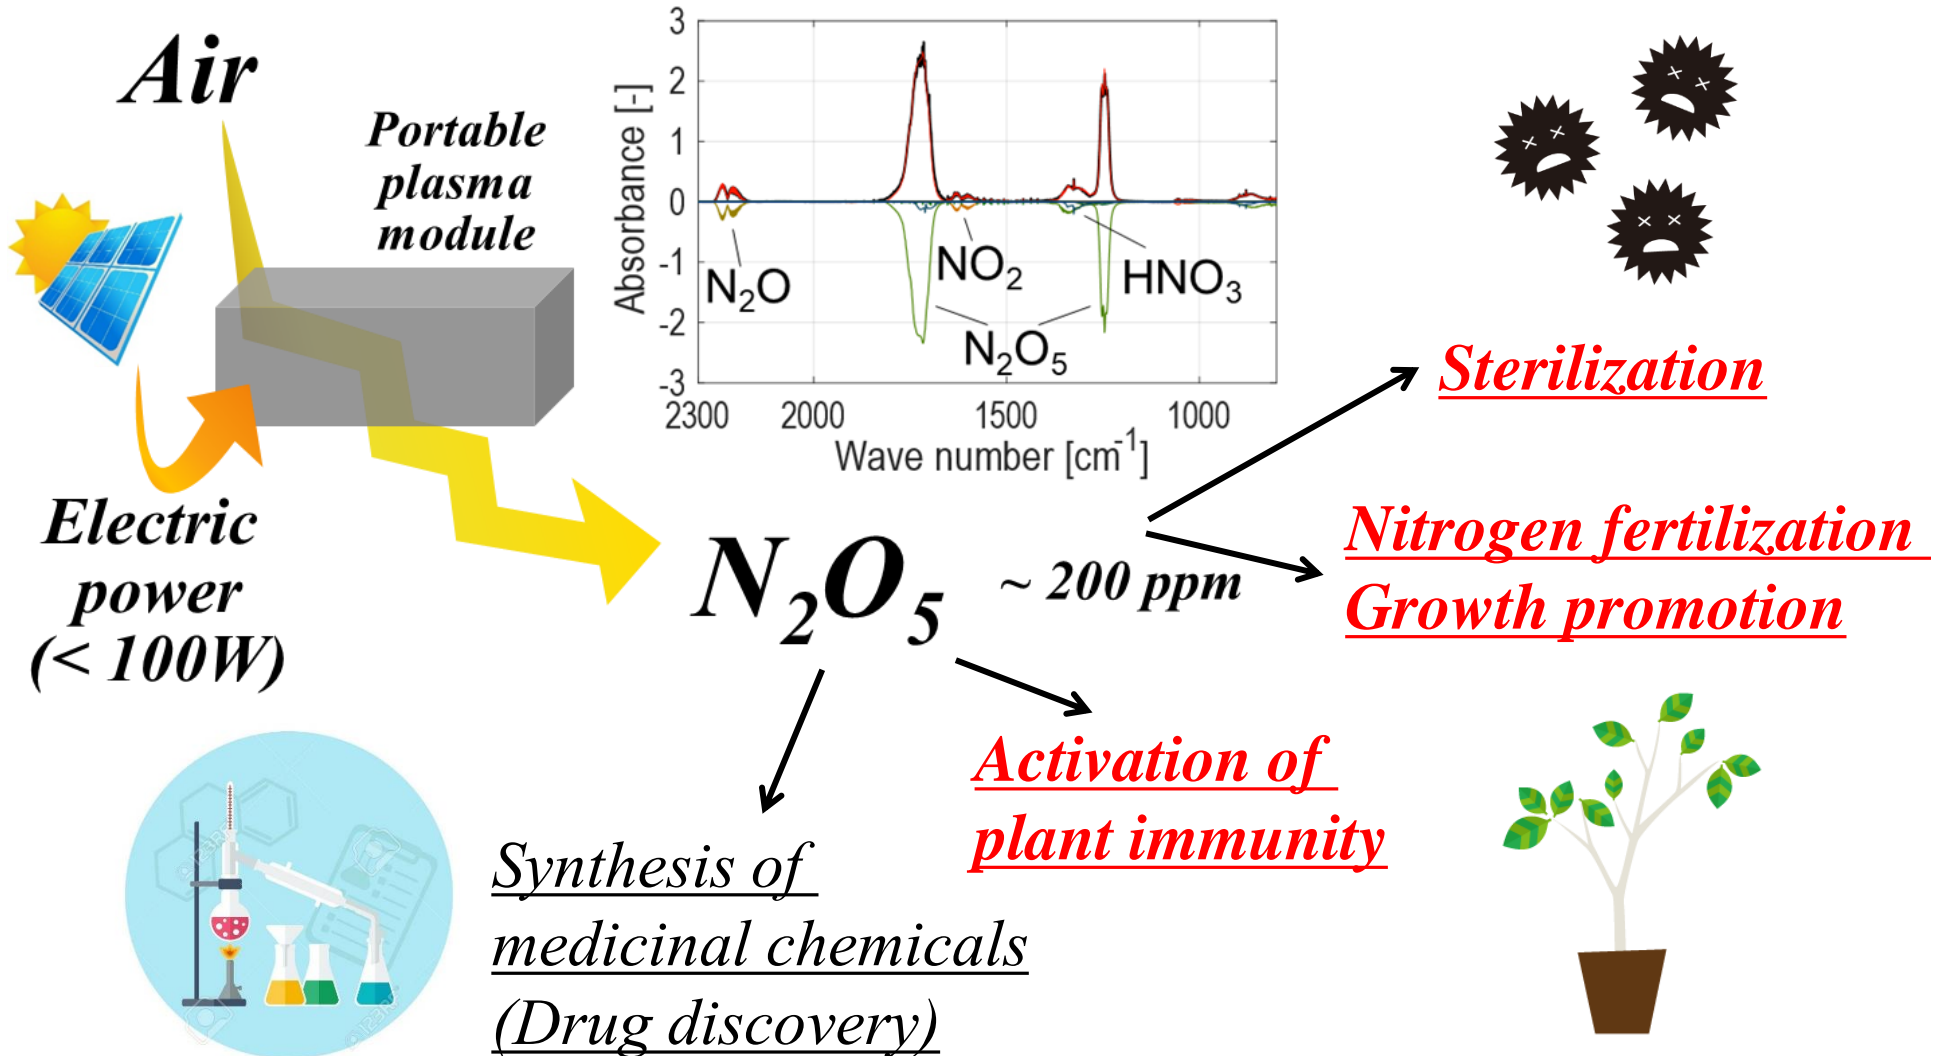 Air
Portable
plasma
module
Electric
power
(< 100W)
3
2
1
0
-1
-2
-3
Absorbance [-]
N₂O
NO₂
HNO₃
N₂O₅
2300 2000 1500 1000
Wave number [cm⁻¹]
N₂O₅ ~ 200 ppm
Sterilization
Nitrogen fertilization
Growth promotion
Activation of
plant immunity
Synthesis of
medicinal chemicals
(Drug discovery)